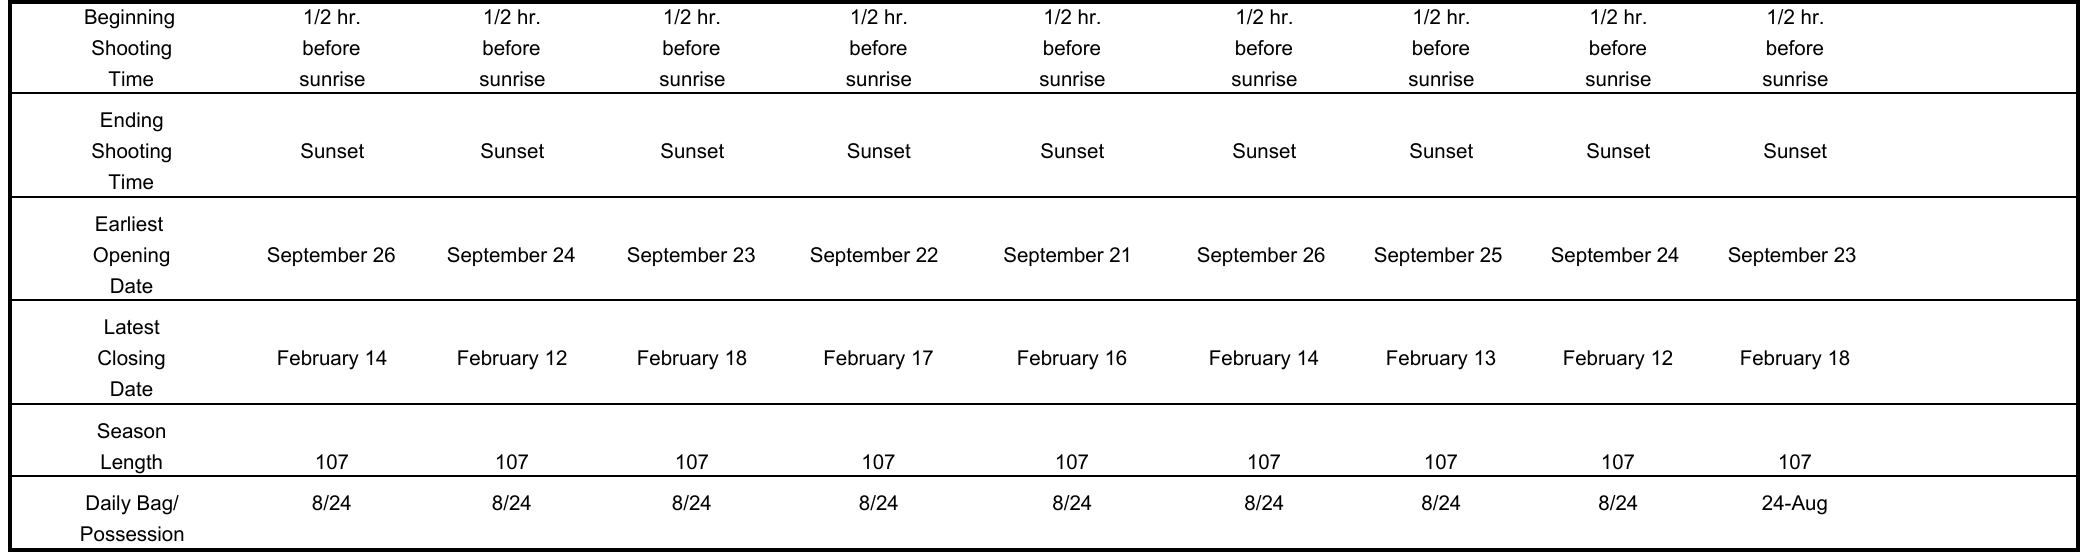 Beginning 1/2 hr. 1/2 hr. 1/2 hr. 1/2 hr. 1/2 hr. 1/2 hr. 1/2 hr. 1/2 hr. 1/2 hr.
Shooting before before before before before before before before before
Time sunrise sunrise sunrise sunrise sunrise sunrise sunrise sunrise sunrise
Ending
Shooting Sunset Sunset Sunset Sunset Sunset Sunset Sunset Sunset Sunset
Time
Earliest
Opening September 26 September 24 September 23 September 22 September 21 September 26 September 25 September 24 September 23
Date
Latest
Closing February 14 February 12 February 18 February 17 February 16 February 14 February 13 February 12 February 18
Date
Season
Length 107 107 107 107 107 107 107 107 107
Daily Bag/ 8/24 8/24 8/24 8/24 8/24 8/24 8/24 8/24 24-Aug
Possession